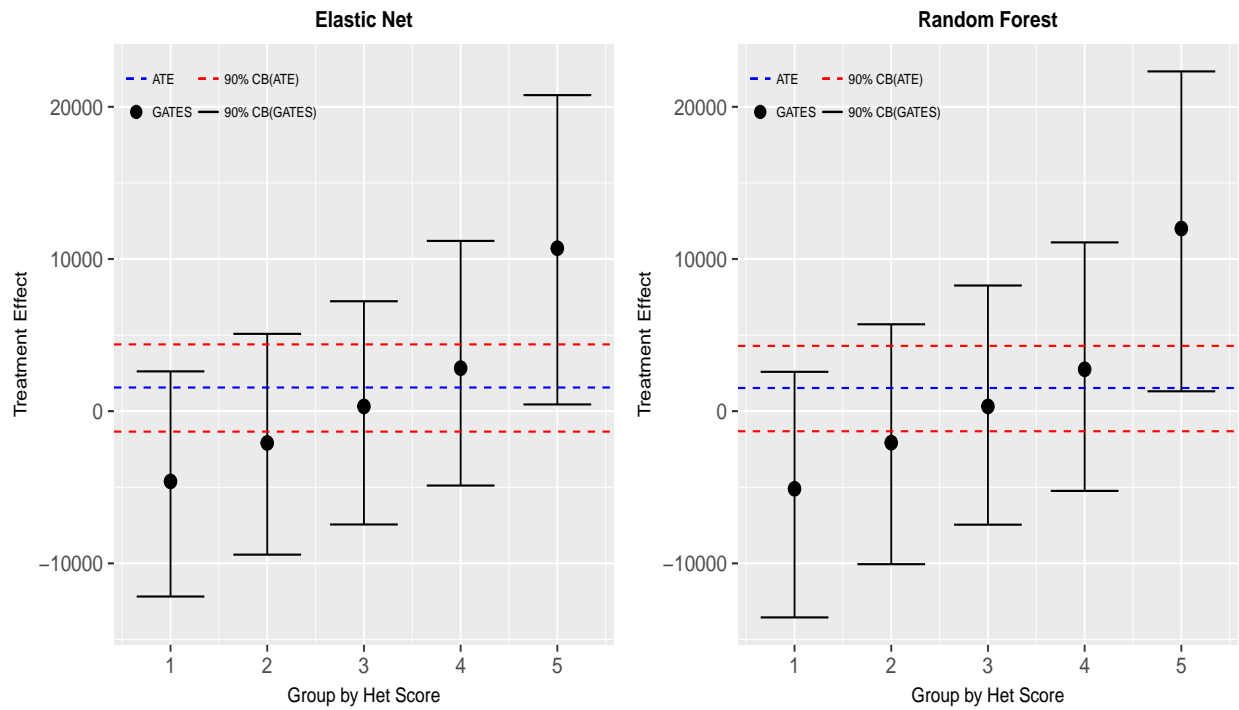 Elastic Net
ATE
90% CB(ATE)
GATES
90% CB(GATES)
20000
10000
0
−10000
Treatment Effect
1 2 3 4 5
Group by Het Score
Random Forest
ATE
90% CB(ATE)
GATES
90% CB(GATES)
20000
10000
0
−10000
Treatment Effect
1 2 3 4 5
Group by Het Score